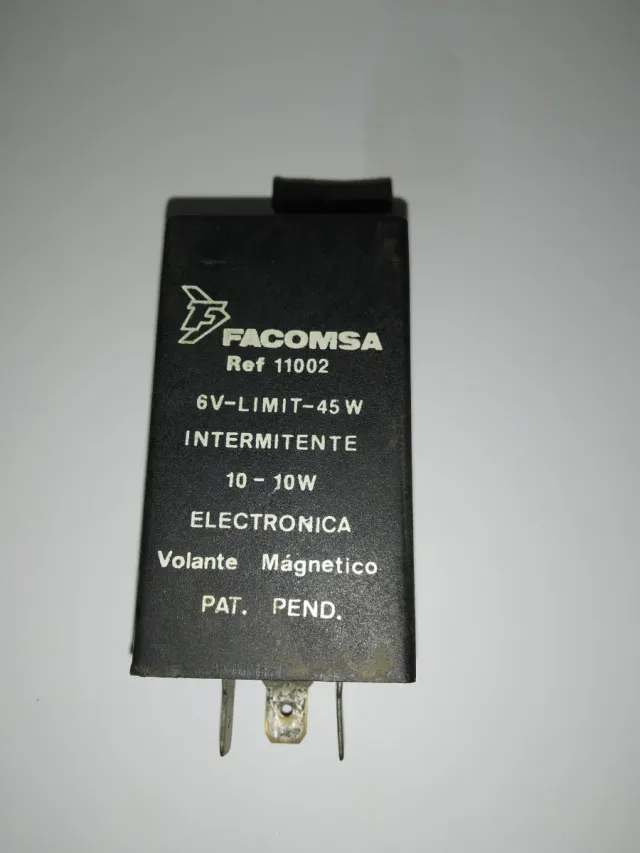 FACOMSA
Ref 11002
6V-LIMIT-45W
INTERMITENTE
10-10W
ELECTRONICA
Volante Mágnetico
PAT. PEND.